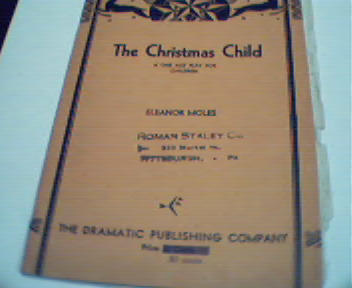 The Christmas Child
A ONE ACT PLAY FOR
CHILDREN
ELEANOR MOLES
ROMAN STALEY Co.
PITTSBURGH, - PA
THE DRAMATIC PUBLISHING COMPANY
Price